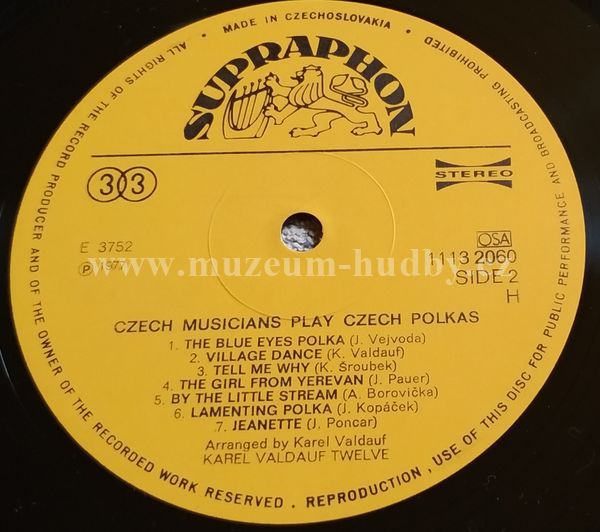 MADE IN CZECHOSLOVAKIA
ALL RIGHTS OF THE RECORD PRODUCER AND OF THE OWNER OF THE RECORDED WORK RESERVED . REPRODUCTION, USE OF THIS DISC FOR PUBLIC PERFORMANCE AND BROADCASTING PROHIBITED
SUPRAPHON
33
STEREO
E 3752
P 1977
OSA
1113 2060
SIDE 2
H
www.muzeum-hudby.cz
CZECH MUSICIANS PLAY CZECH POLKAS
1. THE BLUE EYES POLKA (J. Vejvoda)
2. VILLAGE DANCE (K. Valdauf)
3. TELL ME WHY (K. Šroubek)
4. THE GIRL FROM YEREVAN (J. Pauer)
5. BY THE LITTLE STREAM (A. Borovička)
6. LAMENTING POLKA (J. Kopáček)
7. JEANETTE (J. Poncar)
Arranged by Karel Valdauf
KAREL VALDAUF TWELVE